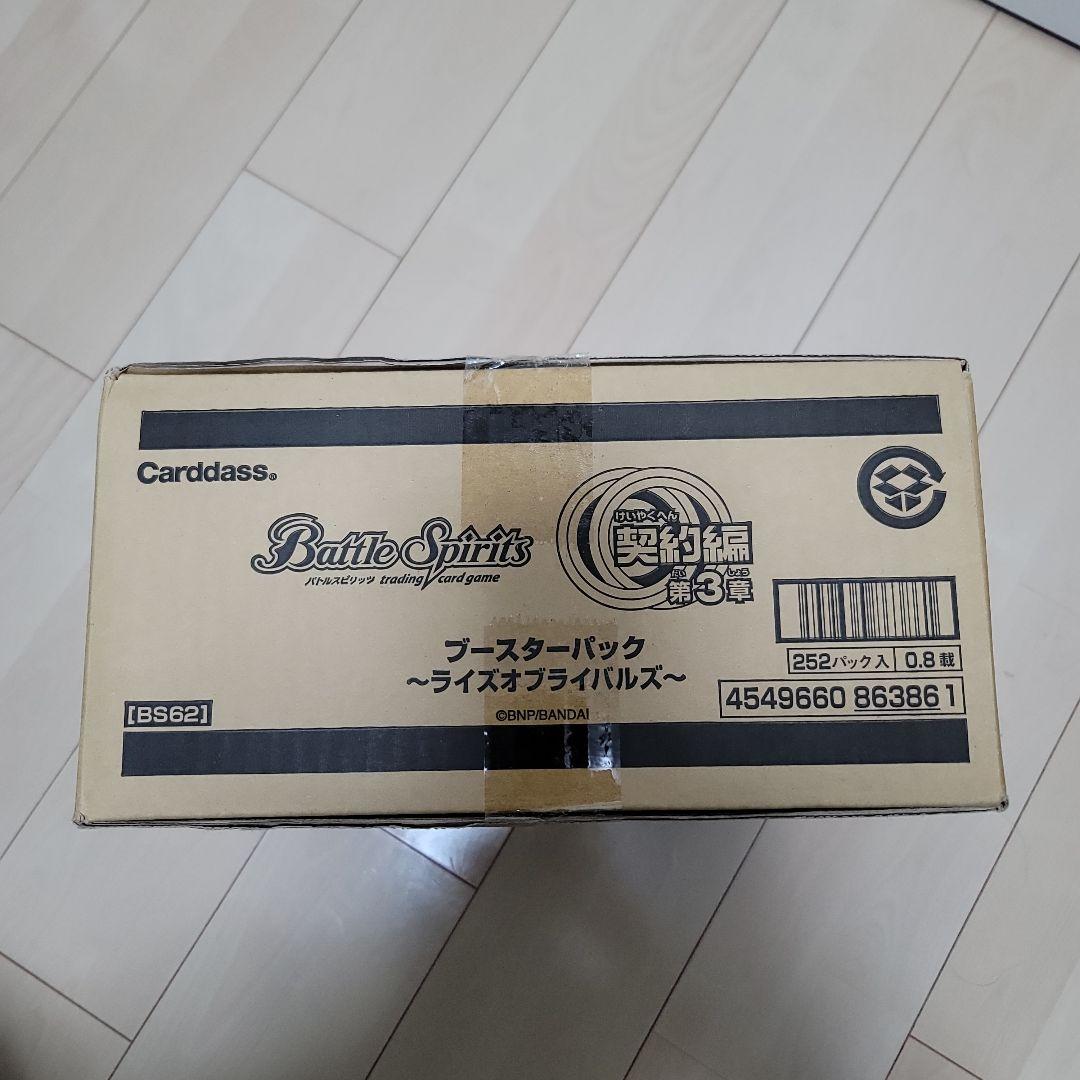 Carddass®
Battle Spirits
バトルスピリッツ trading card game
けいやくへん
契約編
だい しょう
第3章
ブースターパック
～ライズオブライバルズ～
252パック入 0.8載
4549660 863861
[BS62]
©BNP/BANDAI